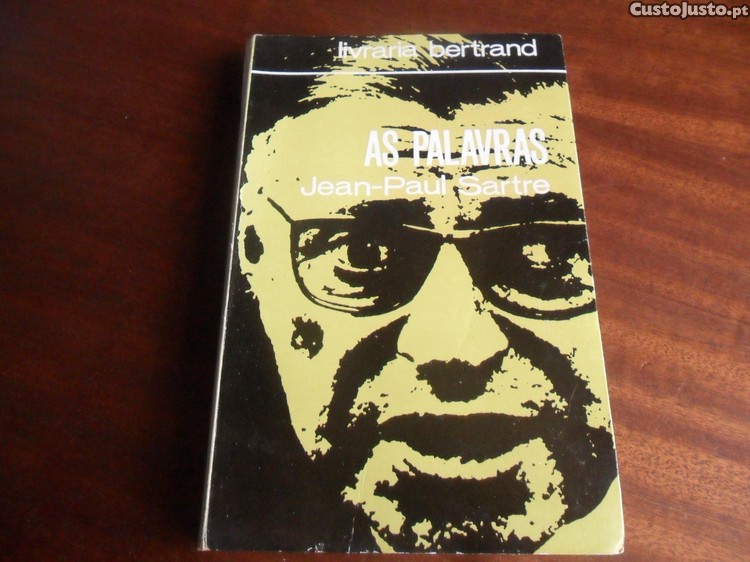 CustoJusto.pt
livraria bertrand
AS PALAVRAS
Jean-Paul Sartre